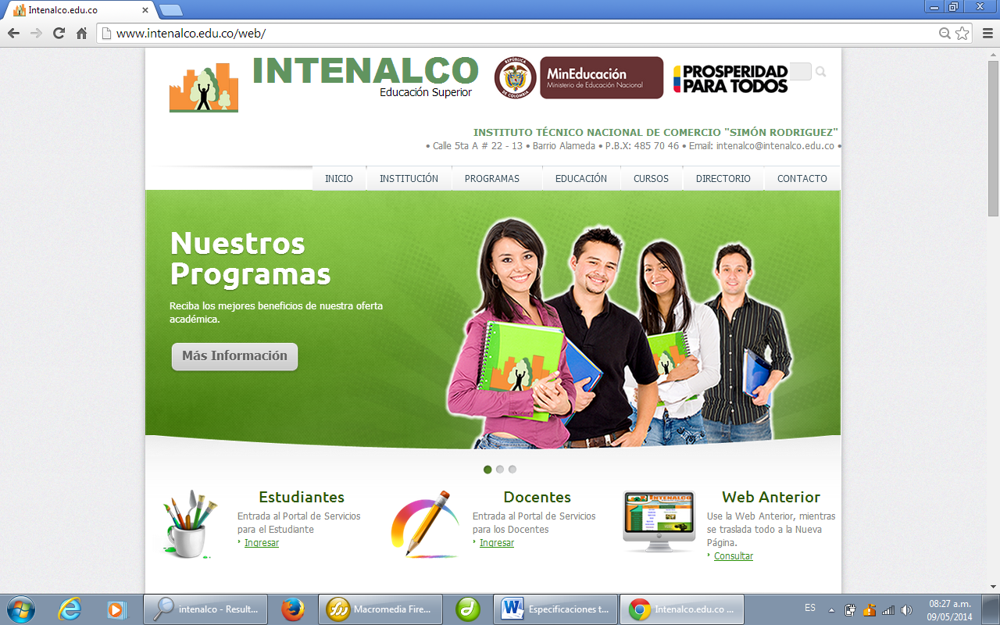 Intenalco.edu.co
www.intenalco.edu.co/web/
INTENALCO
Educación Superior
REPÚBLICA
DE COLOMBIA
MinEducación
Ministerio de Educación Nacional
PROSPERIDAD
PARA TODOS
INSTITUTO TÉCNICO NACIONAL DE COMERCIO "SIMÓN RODRIGUEZ"
• Calle 5ta A # 22 - 13 • Barrio Alameda • P.B.X: 485 70 46 • Email: intenalco@intenalco.edu.co •
INICIO INSTITUCIÓN PROGRAMAS EDUCACIÓN CURSOS DIRECTORIO CONTACTO
Nuestros
Programas
Reciba los mejores beneficios de nuestra oferta
académica.
Más Información
Estudiantes
Entrada al Portal de Servicios
para el Estudiante
Ingresar
Docentes
Entrada al Portal de Servicios
para los Docentes
Ingresar
INTENALCO
Web Anterior
Use la Web Anterior, mientras
se traslada todo a la Nueva
Página.
Consultar
intenalco - Result...
Macromedia Fire...
Especificaciones t...
Intenalco.edu.co ...
ES
08:27 a.m.
09/05/2014